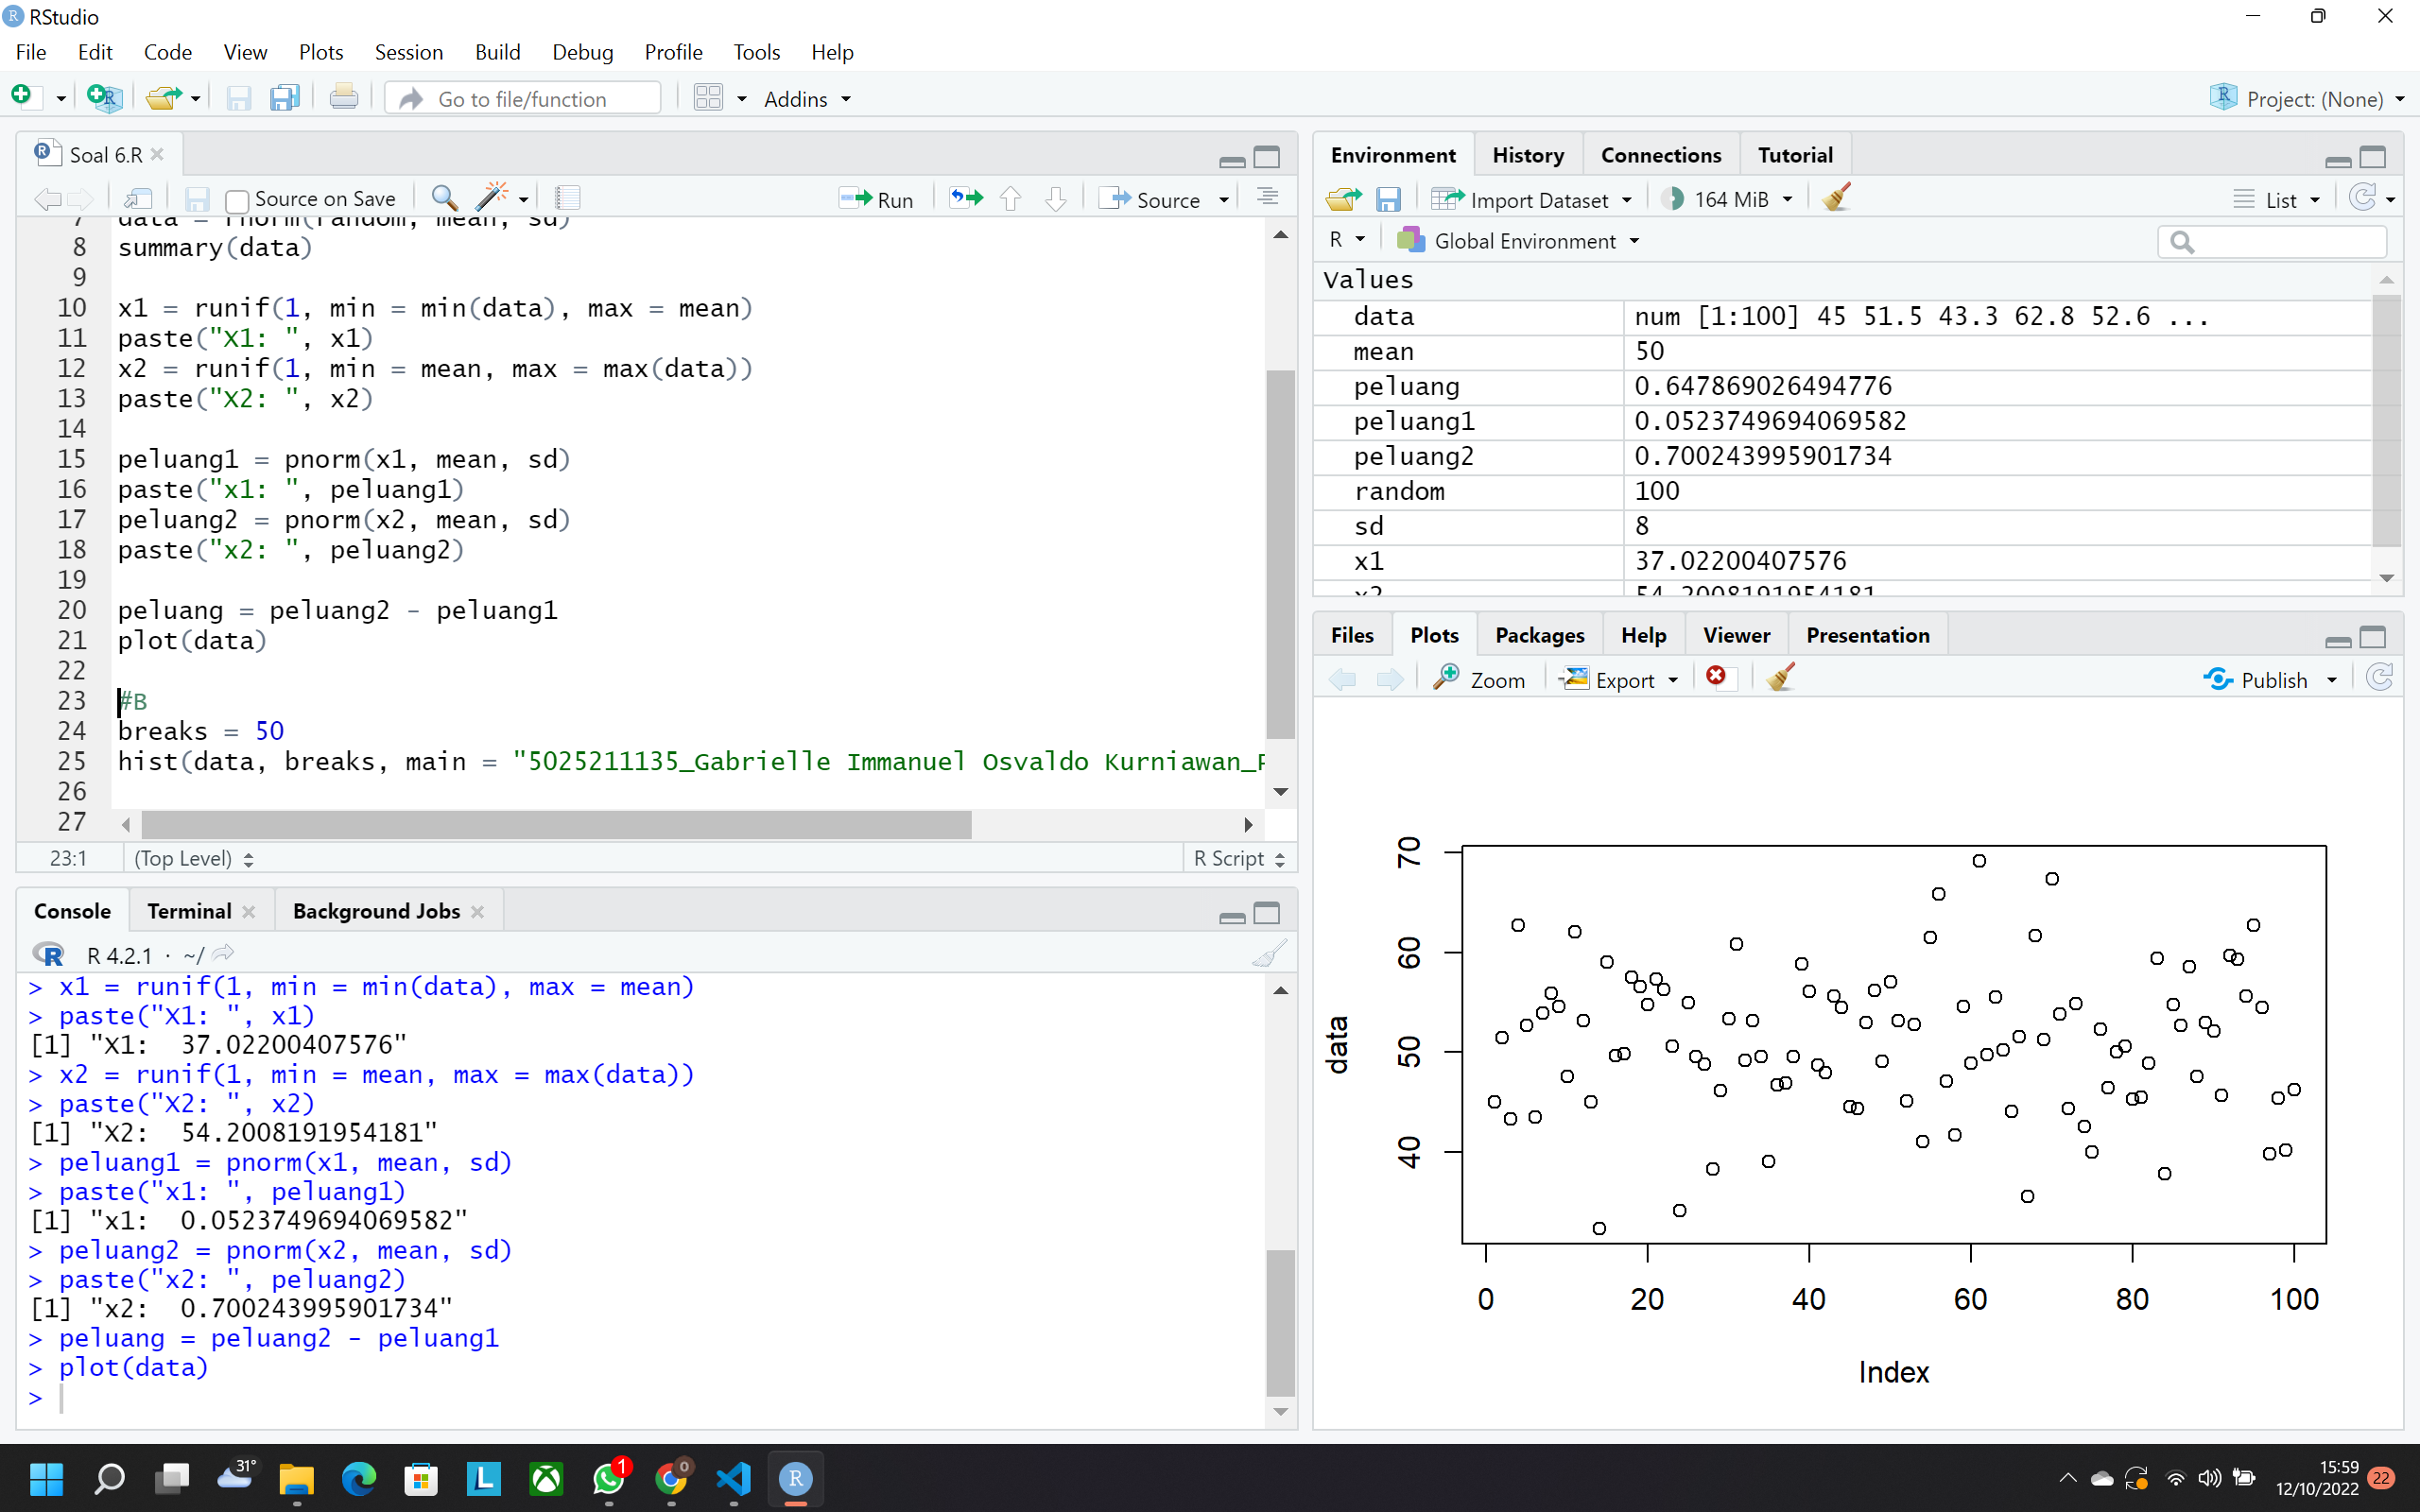 RStudio
File Edit Code View Plots Session Build Debug Profile Tools Help
Go to file/function Addins Project: (None)
Soal 6.R
Source on Save Run Source
7 data = rnorm(random, mean, sd)
8 summary(data)
9
10 x1 = runif(1, min = min(data), max = mean)
11 paste("X1: ", x1)
12 x2 = runif(1, min = mean, max = max(data))
13 paste("X2: ", x2)
14
15 peluang1 = pnorm(x1, mean, sd)
16 paste("x1: ", peluang1)
17 peluang2 = pnorm(x2, mean, sd)
18 paste("x2: ", peluang2)
19
20 peluang = peluang2 - peluang1
21 plot(data)
22
23 #B
24 breaks = 50
25 hist(data, breaks, main = "5025211135_Gabrielle Immanuel Osvaldo Kurniawan_
26
27
23:1 (Top Level) R Script
Console Terminal Background Jobs
R 4.2.1 · ~/
> x1 = runif(1, min = min(data), max = mean)
> paste("X1: ", x1)
[1] "X1:  37.02200407576"
> x2 = runif(1, min = mean, max = max(data))
> paste("X2: ", x2)
[1] "X2:  54.2008191954181"
> peluang1 = pnorm(x1, mean, sd)
> paste("x1: ", peluang1)
[1] "x1:  0.0523749694069582"
> peluang2 = pnorm(x2, mean, sd)
> paste("x2: ", peluang2)
[1] "x2:  0.700243995901734"
> peluang = peluang2 - peluang1
> plot(data)
>
Environment History Connections Tutorial
Import Dataset 164 MiB List
R Global Environment
Values
data num [1:100] 45 51.5 43.3 62.8 52.6 ...
mean 50
peluang 0.647869026494776
peluang1 0.0523749694069582
peluang2 0.700243995901734
random 100
sd 8
x1 37.02200407576
x2 54.2008191954181
Files Plots Packages Help Viewer Presentation
Zoom Export Publish
data
70
60
50
40
0 20 40 60 80 100
Index
31° 1 0 15:59
12/10/2022 22